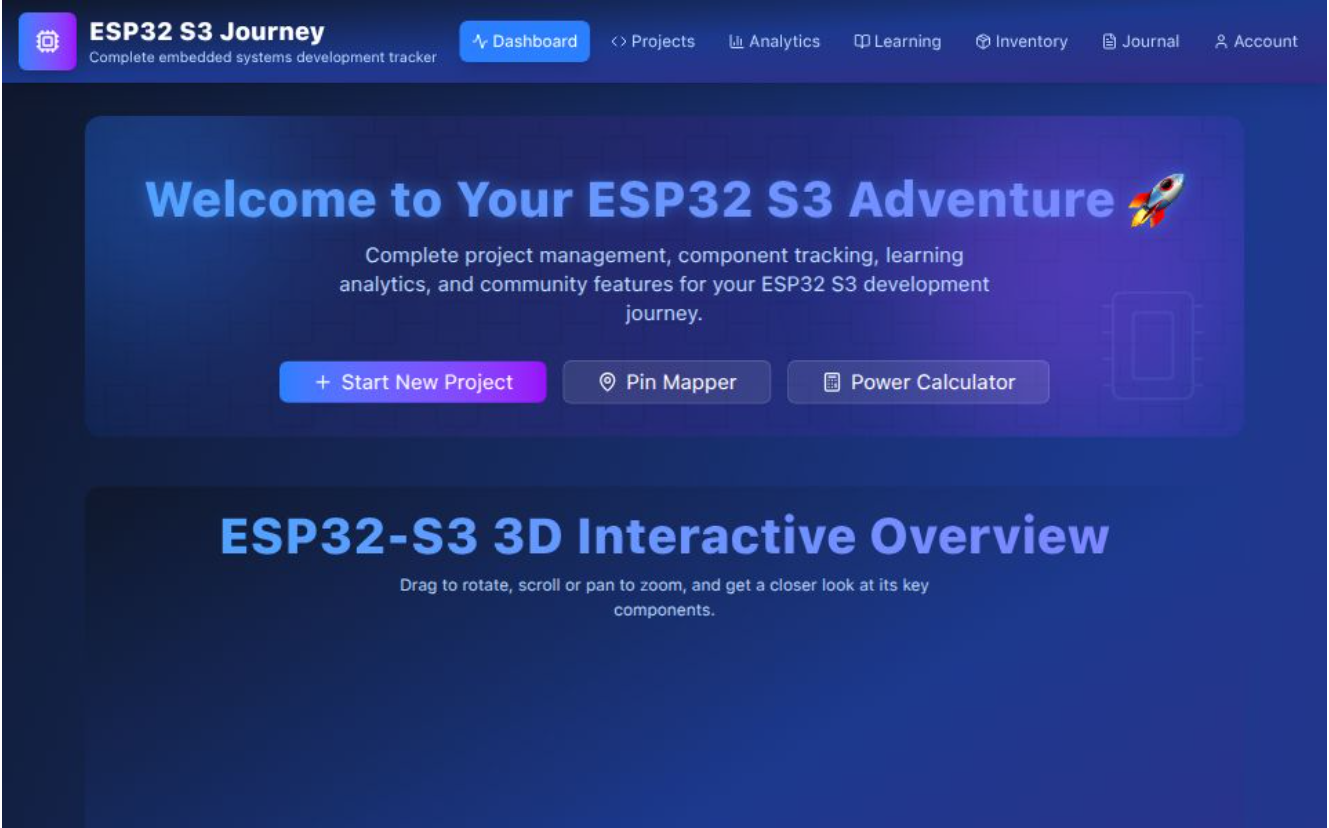 ESP32 S3 Journey
Complete embedded systems development tracker
Dashboard
Projects
Analytics
Learning
Inventory
Journal
Account
Welcome to Your ESP32 S3 Adventure 🚀
Complete project management, component tracking, learning
analytics, and community features for your ESP32 S3 development
journey.
+ Start New Project
Pin Mapper
Power Calculator
ESP32-S3 3D Interactive Overview
Drag to rotate, scroll or pan to zoom, and get a closer look at its key
components.